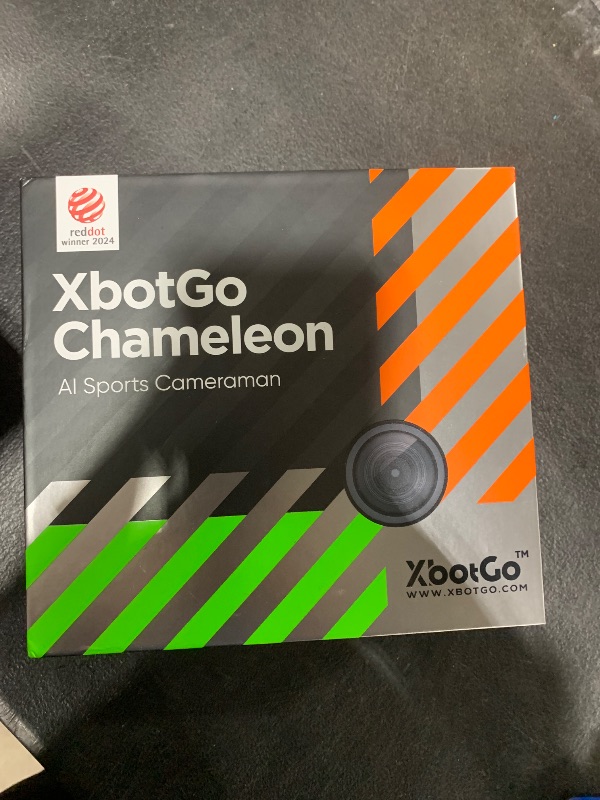 reddot
winner 2024
XbotGo
Chameleon
AI Sports Cameraman
XbotGo™
WWW.XBOTGO.COM